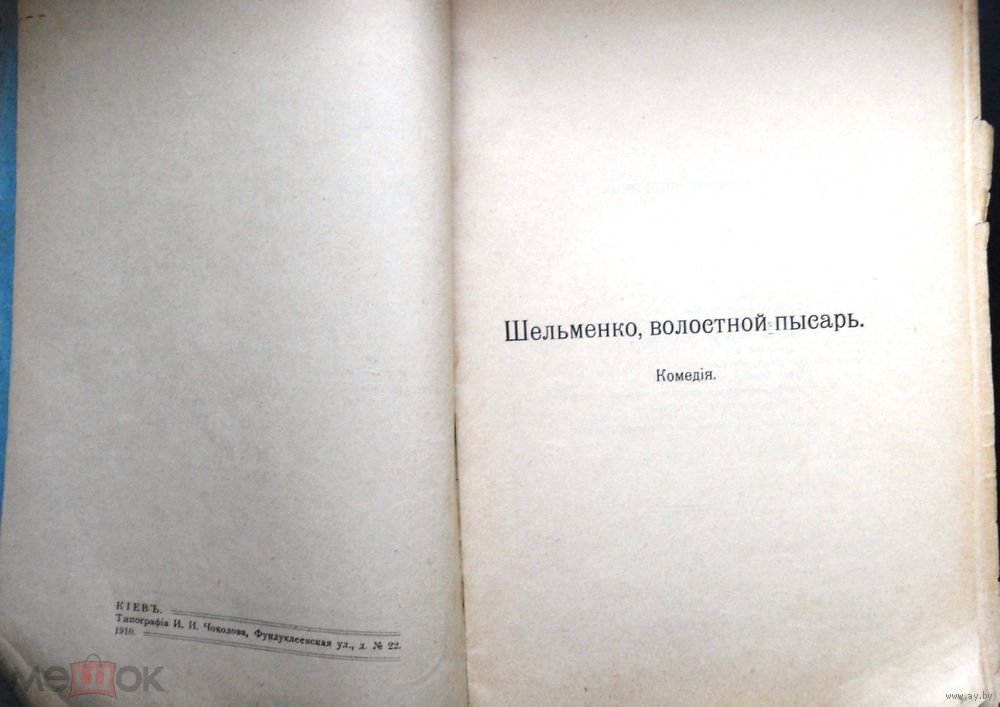 КІЕВЪ.
Типографія И. И. Чоколова, Фундуклеевская ул., д. № 22.
1910.
Шельменко, волостной пысарь.
Комедія.
мешок
www.ay.by